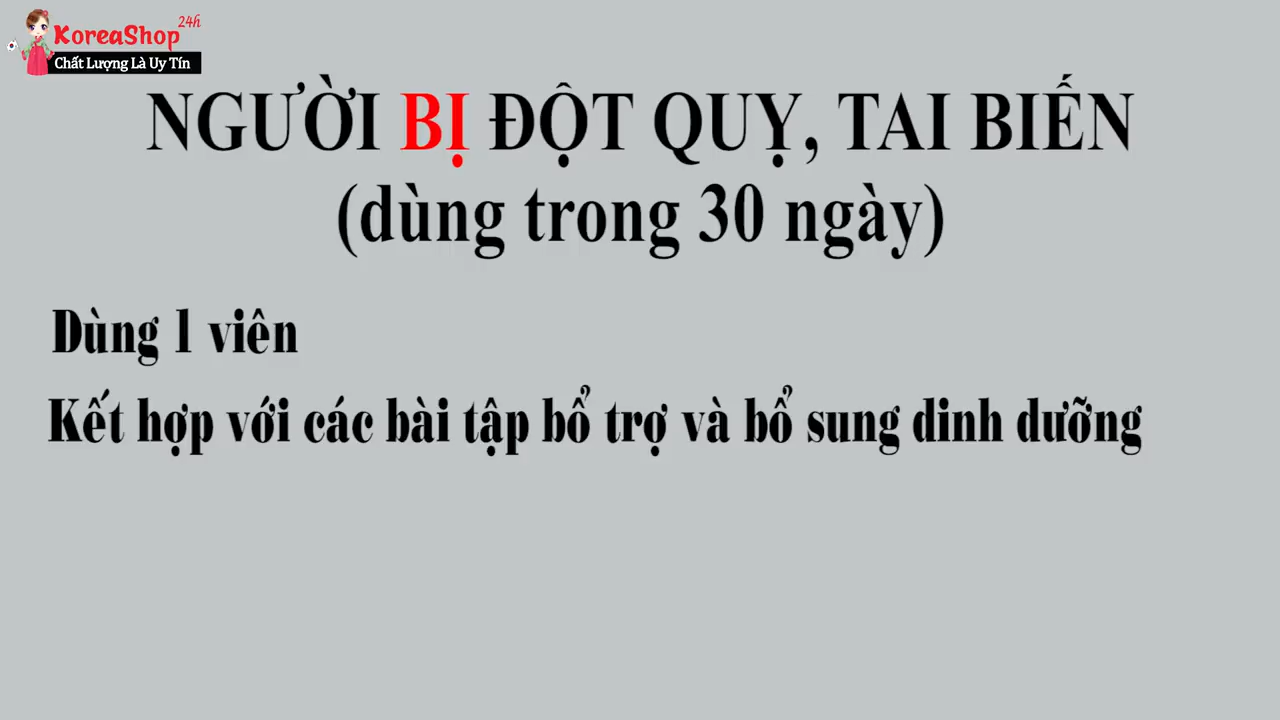 KoreaShop 24h
Chất Lượng Là Uy Tín
NGƯỜI BỊ ĐỘT QUỴ, TAI BIẾN
(dùng trong 30 ngày)
Dùng 1 viên
Kết hợp với các bài tập bổ trợ và bổ sung dinh dưỡng